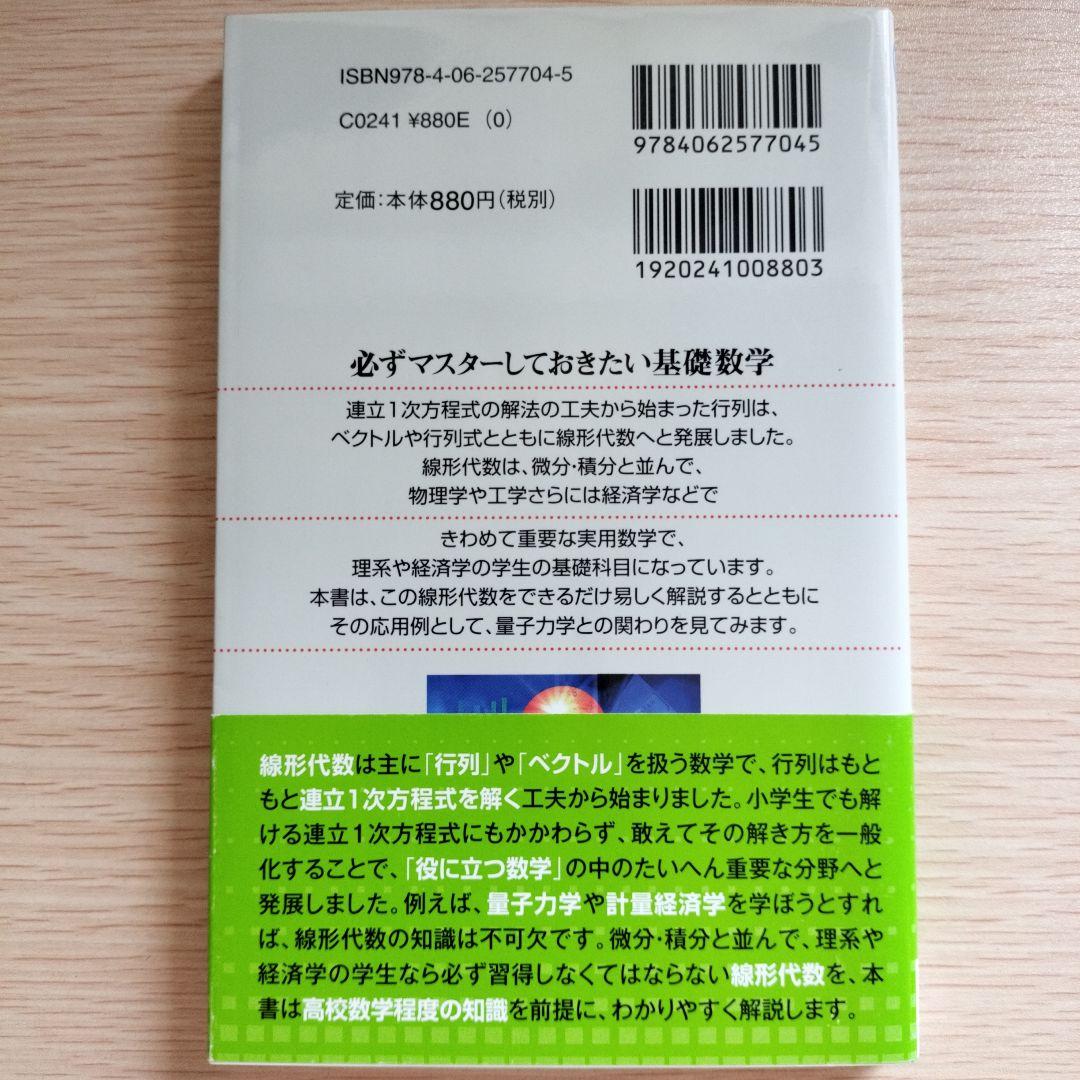 ISBN978-4-06-257704-5
C0241 ¥880E (0)
9784062577045
定価:本体880円(税別)
1920241008803
必ずマスターしておきたい基礎数学
連立1次方程式の解法の工夫から始まった行列は、
ベクトルや行列式とともに線形代数へと発展しました。
線形代数は、微分・積分と並んで、
物理学や工学さらには経済学などで
きわめて重要な実用数学で、
理系や経済学の学生の基礎科目になっています。
本書は、この線形代数をできるだけ易しく解説するとともに
その応用例として、量子力学との関わりを見てみます。
線形代数は主に「行列」や「ベクトル」を扱う数学で、行列はもと
もと連立1次方程式を解く工夫から始まりました。小学生でも解
ける連立1次方程式にもかかわらず、敢えてその解き方を一般
化することで、「役に立つ数学」の中のたいへん重要な分野へと
発展しました。例えば、量子力学や計量経済学を学ぼうとすれ
ば、線形代数の知識は不可欠です。微分・積分と並んで、理系や
経済学の学生なら必ず習得しなくてはならない線形代数を、本
書は高校数学程度の知識を前提に、わかりやすく解説します。